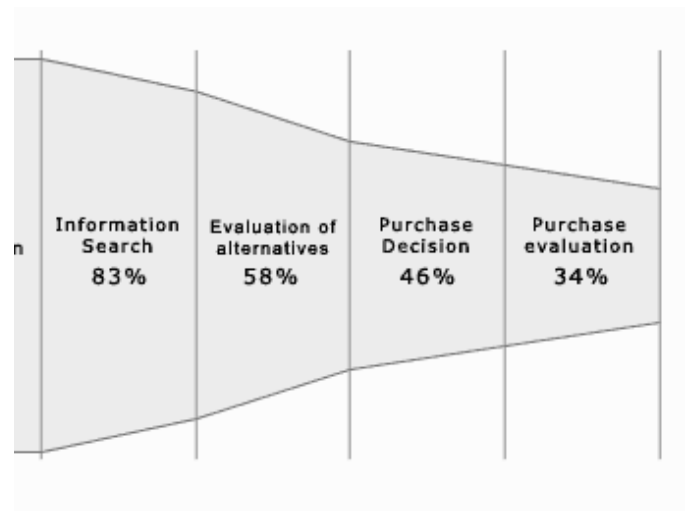 n
Information
Search
83%
Evaluation of
alternatives
58%
Purchase
Decision
46%
Purchase
evaluation
34%